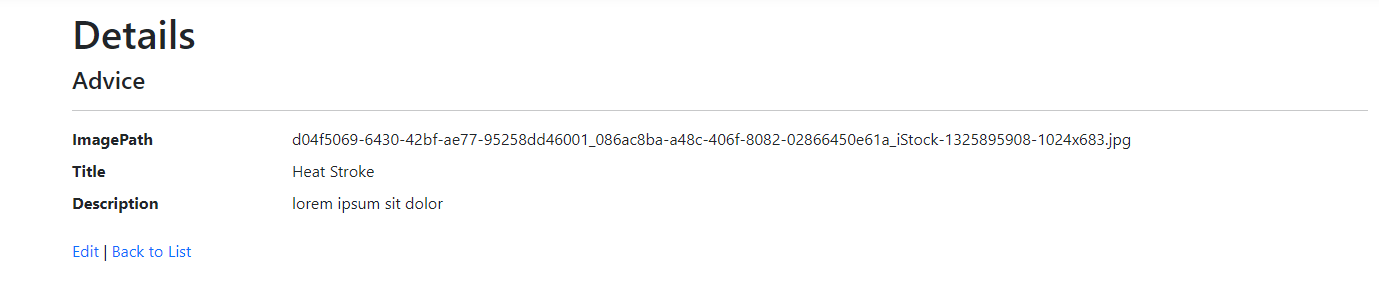 Details
Advice
ImagePath d04f5069-6430-42bf-ae77-95258dd46001_086ac8ba-a48c-406f-8082-02866450e61a_iStock-1325895908-1024x683.jpg
Title Heat Stroke
Description lorem ipsum sit dolor
Edit | Back to List